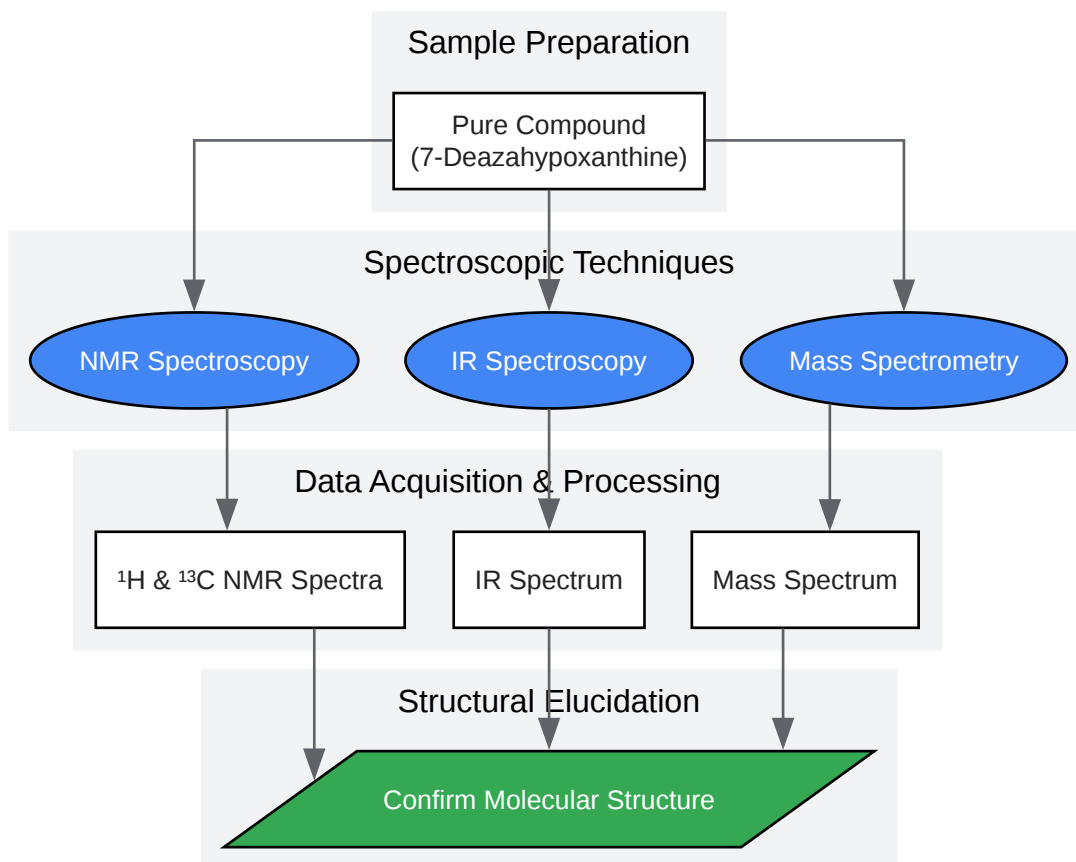 Sample Preparation
Pure Compound
(7-Deazahypoxanthine)
Spectroscopic Techniques
NMR Spectroscopy
IR Spectroscopy
Mass Spectrometry
Data Acquisition & Processing
¹H & ¹³C NMR Spectra
IR Spectrum
Mass Spectrum
Structural Elucidation
Confirm Molecular Structure